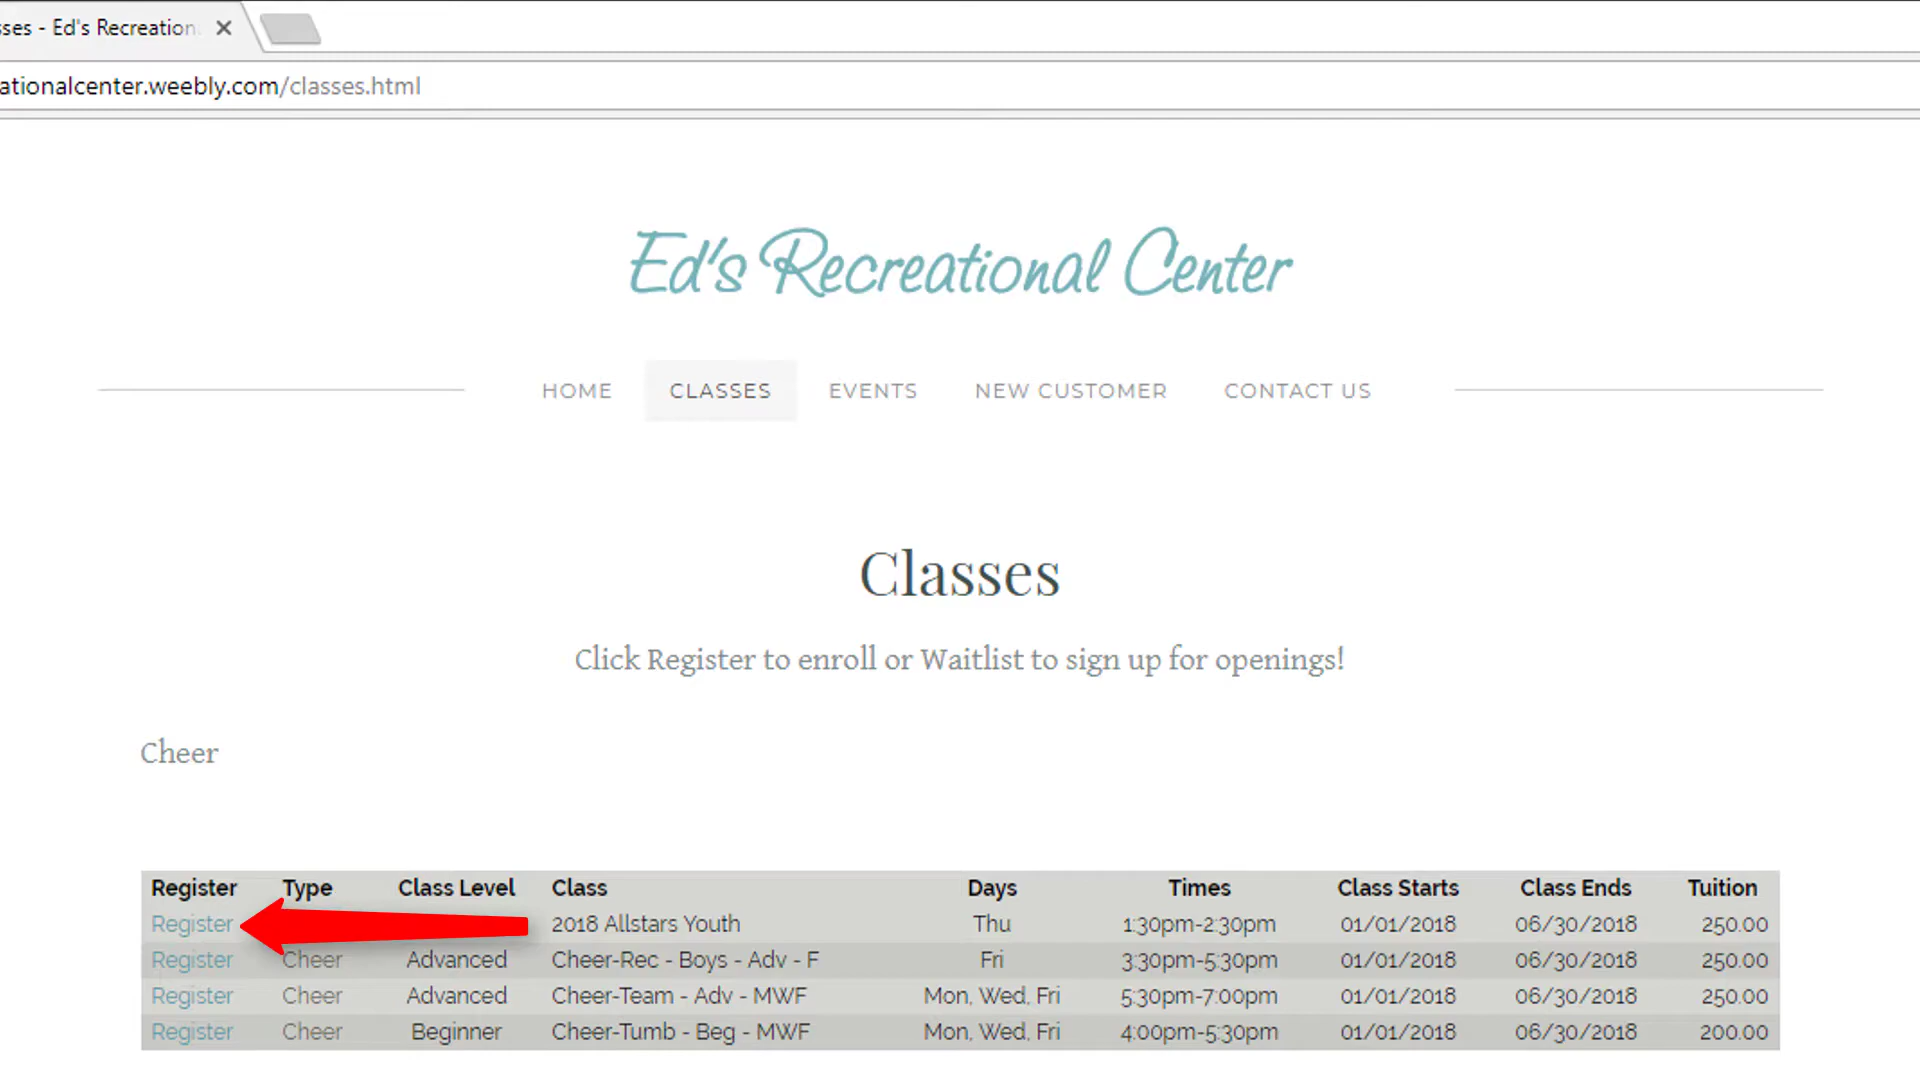 ses - Ed's Recreation
ationalcenter.weebly.com/classes.html
Ed's Recreational Center
HOME CLASSES EVENTS NEW CUSTOMER CONTACT US
Classes
Click Register to enroll or Waitlist to sign up for openings!
Cheer
Register Type Class Level Class Days Times Class Starts Class Ends Tuition
Register 2018 Allstars Youth Thu 1:30pm-2:30pm 01/01/2018 06/30/2018 250.00
Register Cheer Advanced Cheer-Rec - Boys - Adv - F Fri 3:30pm-5:30pm 01/01/2018 06/30/2018 250.00
Register Cheer Advanced Cheer-Team - Adv - MWF Mon, Wed, Fri 5:30pm-7:00pm 01/01/2018 06/30/2018 250.00
Register Cheer Beginner Cheer-Tumb - Beg - MWF Mon, Wed, Fri 4:00pm-5:30pm 01/01/2018 06/30/2018 200.00